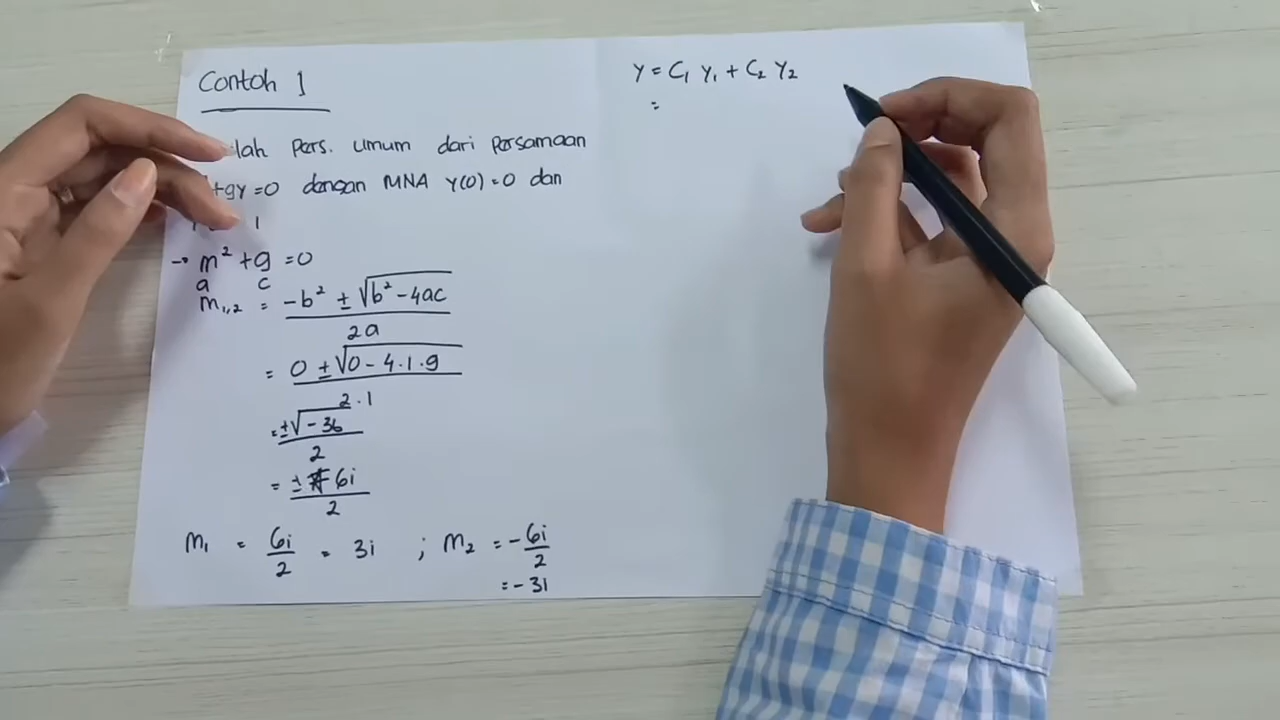 Contoh 1
lah Pers. Umum dari Persamaan
+9y =0 dengan MNA y(0)=0 dan
1
→ m² + 9 = 0
a c
m₁,₂ = -b² ± √b² - 4ac
2a
= 0 ± √0 - 4.1.9
2.1
= ±√-36
2
= ± 6i
2
m₁ = 6i/2 = 3i ; m₂ = -6i/2
= -3i
y = C₁ y₁ + C₂ y₂
=